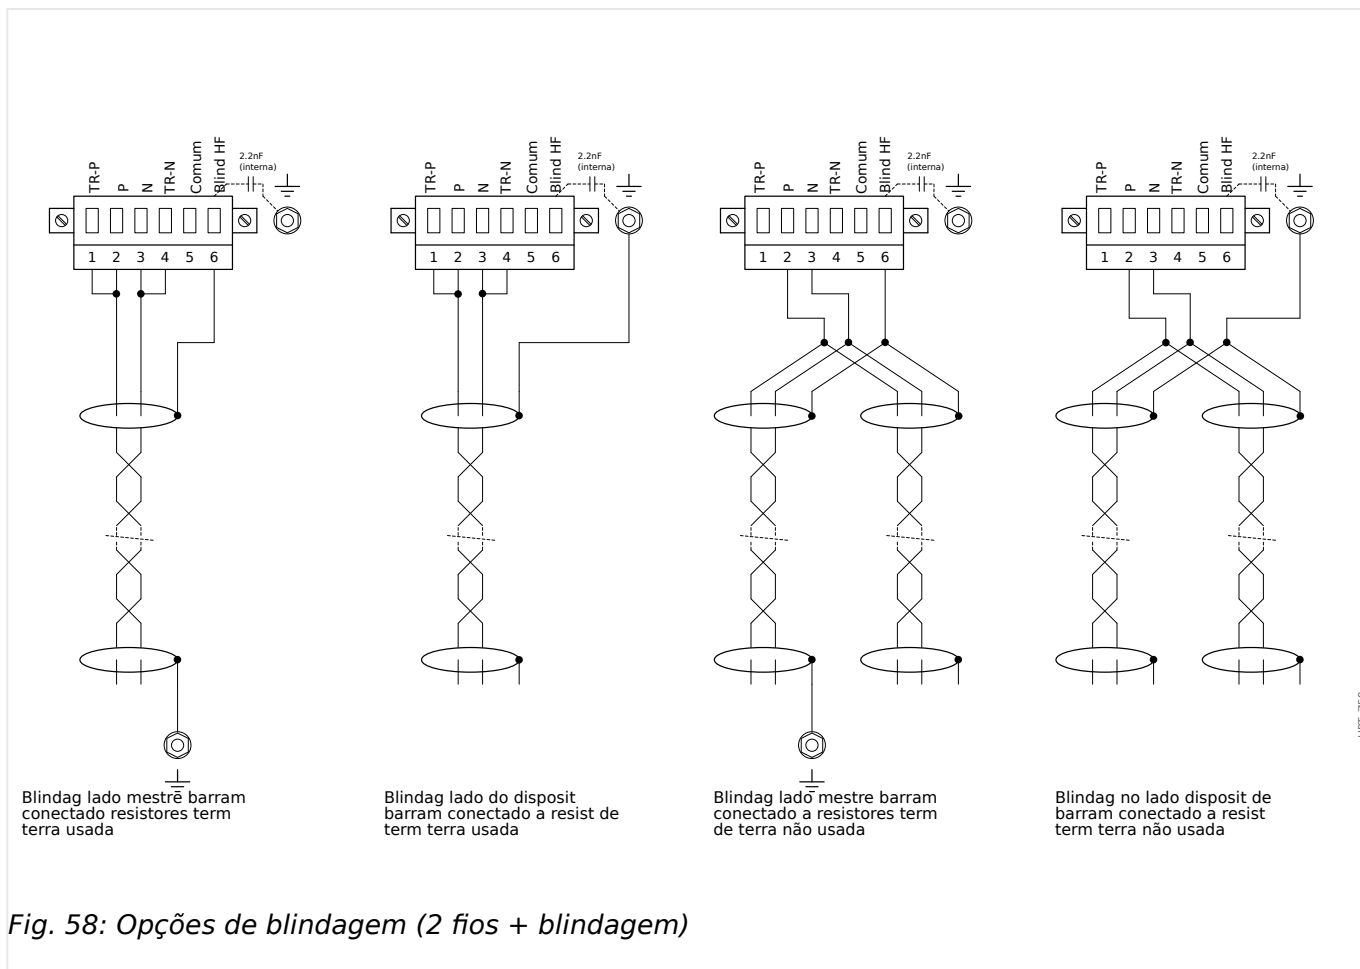 TR-P
P
N
TR-N
Comum
Blind HF
2.2nF
(interna)
1 2 3 4 5 6
TR-P
P
N
TR-N
Comum
Blind HF
2.2nF
(interna)
1 2 3 4 5 6
TR-P
P
N
TR-N
Comum
Blind HF
2.2nF
(interna)
1 2 3 4 5 6
TR-P
P
N
TR-N
Comum
Blind HF
2.2nF
(interna)
1 2 3 4 5 6
Blindag lado mestre barram
conectado resistores term
terra usada
Blindag lado do disposit
barram conectado a resist de
term terra usada
Blindag lado mestre barram
conectado a resistores term
de terra não usada
Blindag no lado disposit de
barram conectado a resist
term terra não usada
Fig. 58: Opções de blindagem (2 fios + blindagem)